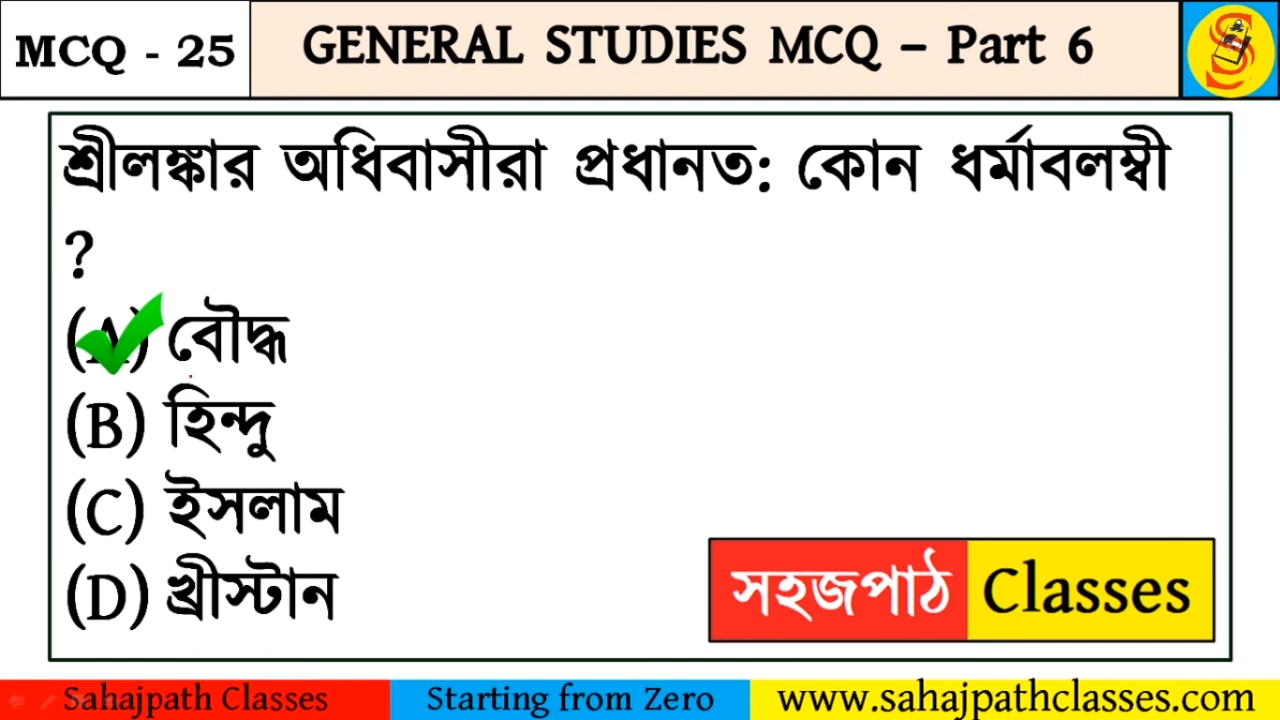 MCQ - 25
GENERAL STUDIES MCQ – Part 6
শ্রীলঙ্কার অধিবাসীরা প্রধানত: কোন ধর্মাবলম্বী
?
(A) বৌদ্ধ
(B) হিন্দু
(C) ইসলাম
(D) খ্রীস্টান
সহজপাঠ Classes
Sahajpath Classes
Starting from Zero
www.sahajpathclasses.com